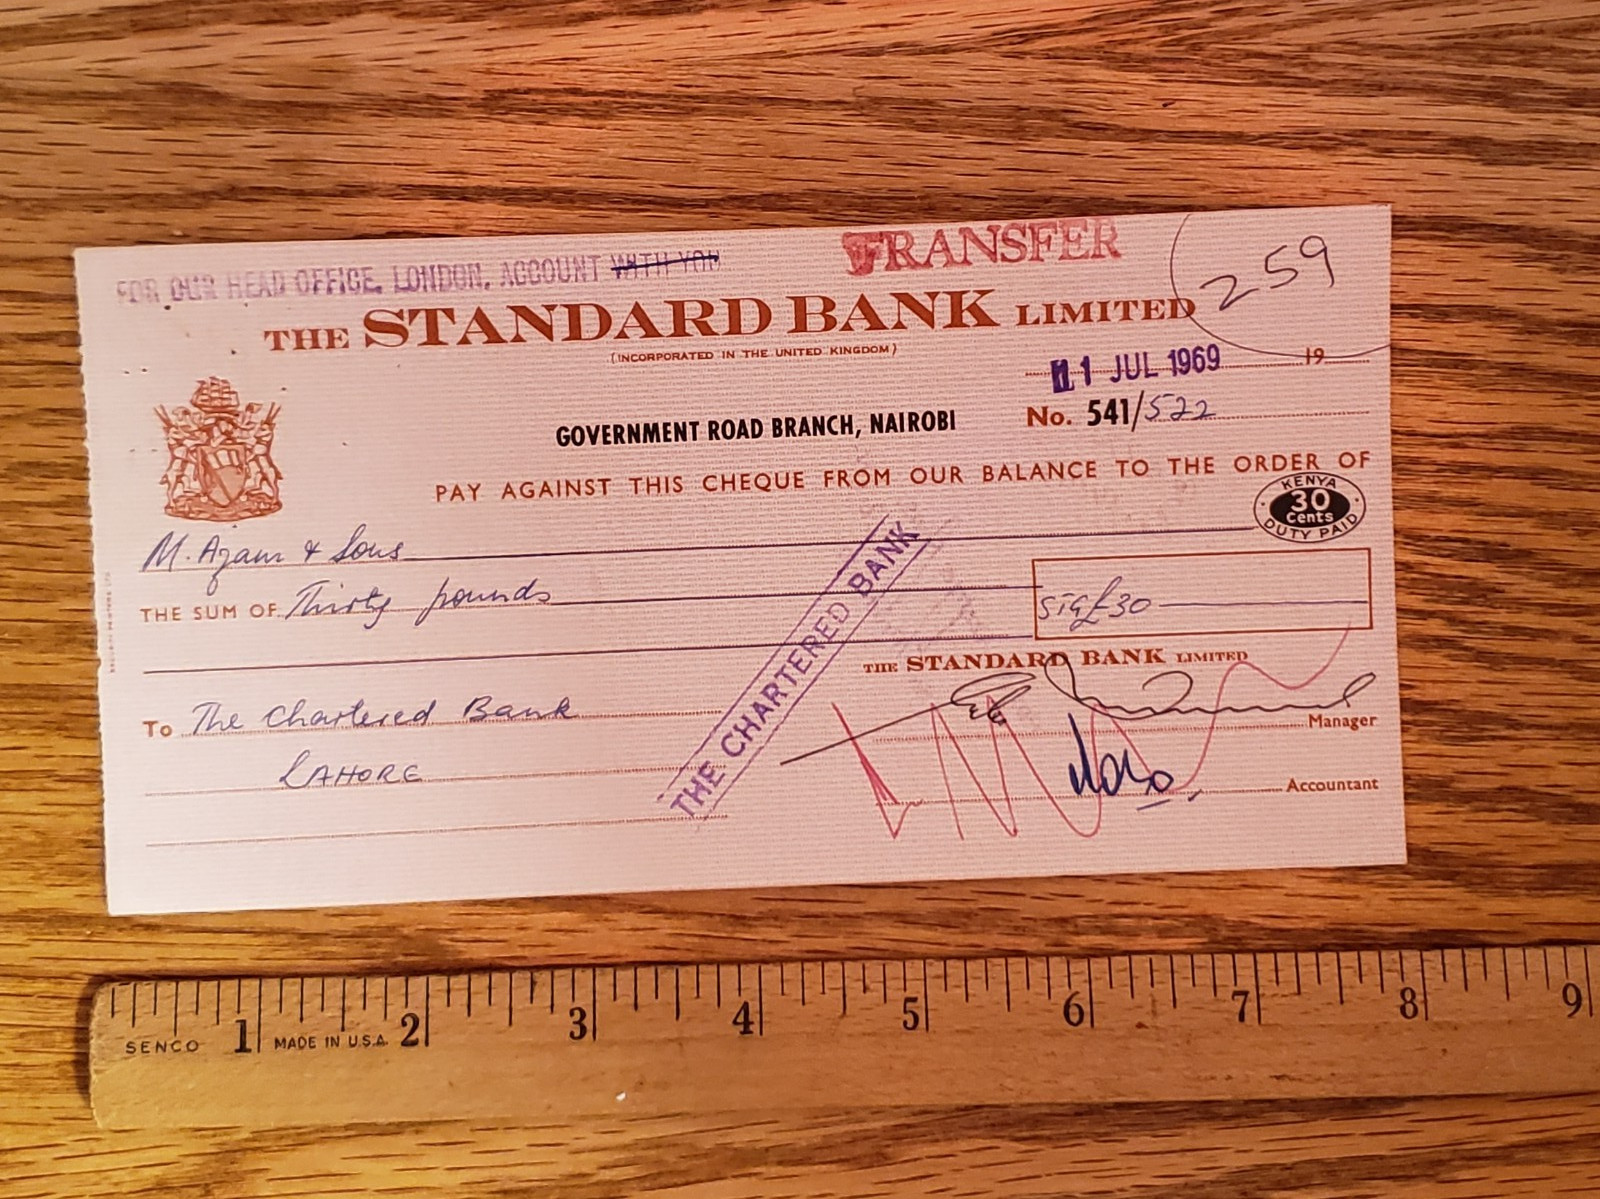 FOR OUR HEAD OFFICE, LONDON, ACCOUNT WITH YOU
TRANSFER
259
THE STANDARD BANK LIMITED
(INCORPORATED IN THE UNITED KINGDOM)
11 JUL 1969 19
GOVERNMENT ROAD BRANCH, NAIROBI
No. 541/522
PAY AGAINST THIS CHEQUE FROM OUR BALANCE TO THE ORDER OF
KENYA
30
Cents
DUTY PAID
M. Azam & Sons
THE SUM OF Thirty pounds
Stg £30
THE CHARTERED BANK
THE STANDARD BANK LIMITED
To The Chartered Bank
Manager
LAHORE
Accountant
SENCO 1 MADE IN U.S.A. 2 3 4 5 6 7 8 9